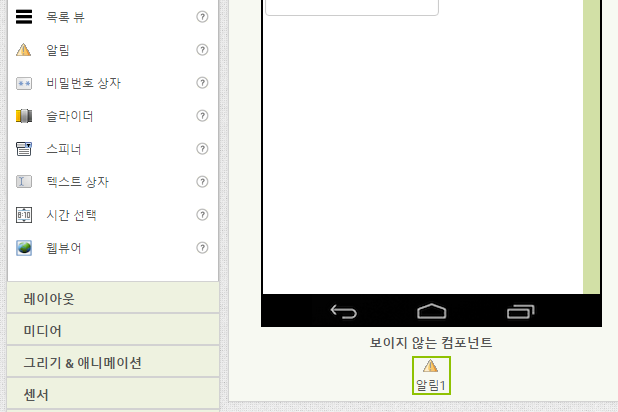 목록 뷰
알림
비밀번호 상자
슬라이더
스피너
텍스트 상자
시간 선택
웹뷰어
레이아웃
미디어
그리기 & 애니메이션
센서
보이지 않는 컴포넌트
알림1